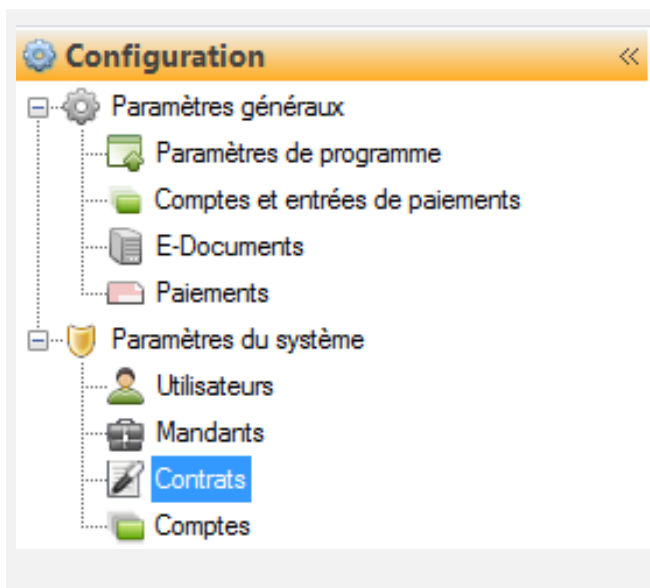 Configuration
Paramètres généraux
Paramètres de programme
Comptes et entrées de paiements
E-Documents
Paiements
Paramètres du système
Utilisateurs
Mandants
Contrats
Comptes